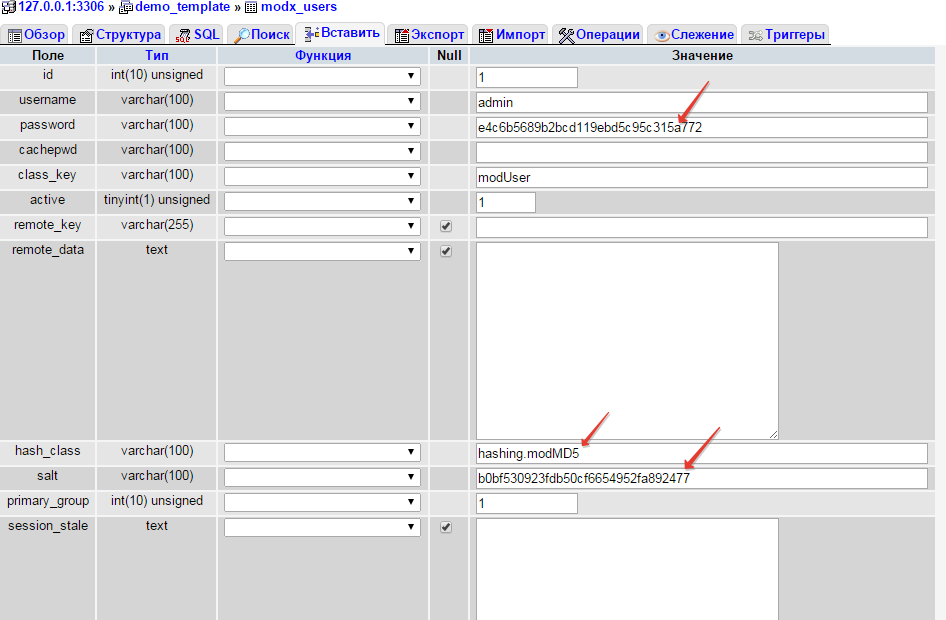 127.0.0.1:3306 » demo_template » modx_users
Обзор Структура SQL Поиск Вставить Экспорт Импорт Операции Слежение Триггеры
Поле Тип Функция Null Значение
id int(10) unsigned 1
username varchar(100) admin
password varchar(100) e4c6b5689b2bcd119ebd5c95c315a772
cachepwd varchar(100)
class_key varchar(100) modUser
active tinyint(1) unsigned 1
remote_key varchar(255)
remote_data text
hash_class varchar(100) hashing.modMD5
salt varchar(100) b0bf530923fdb50cf6654952fa892477
primary_group int(10) unsigned 1
session_stale text